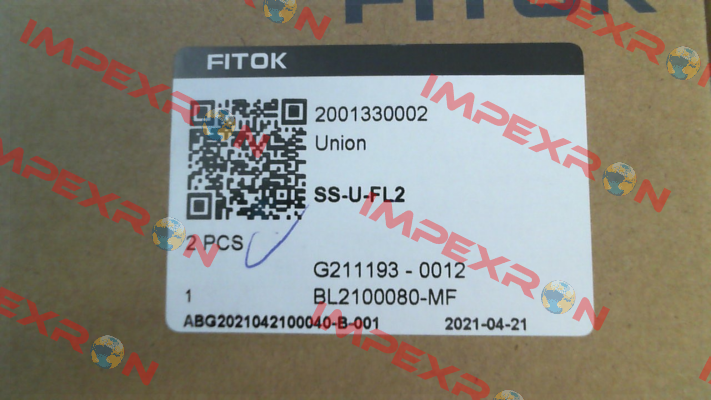 FITOK
FITOK
2001330002
Union
SS-U-FL2
2 PCS
G211193 - 0012
1 BL2100080-MF
ABG2021042100040-B-001 2021-04-21
IMPEXRON
IMPEXRON
IMPEXRON
IMPEXRON
IMPEXRON
IMPEXRON
IMPEXRON